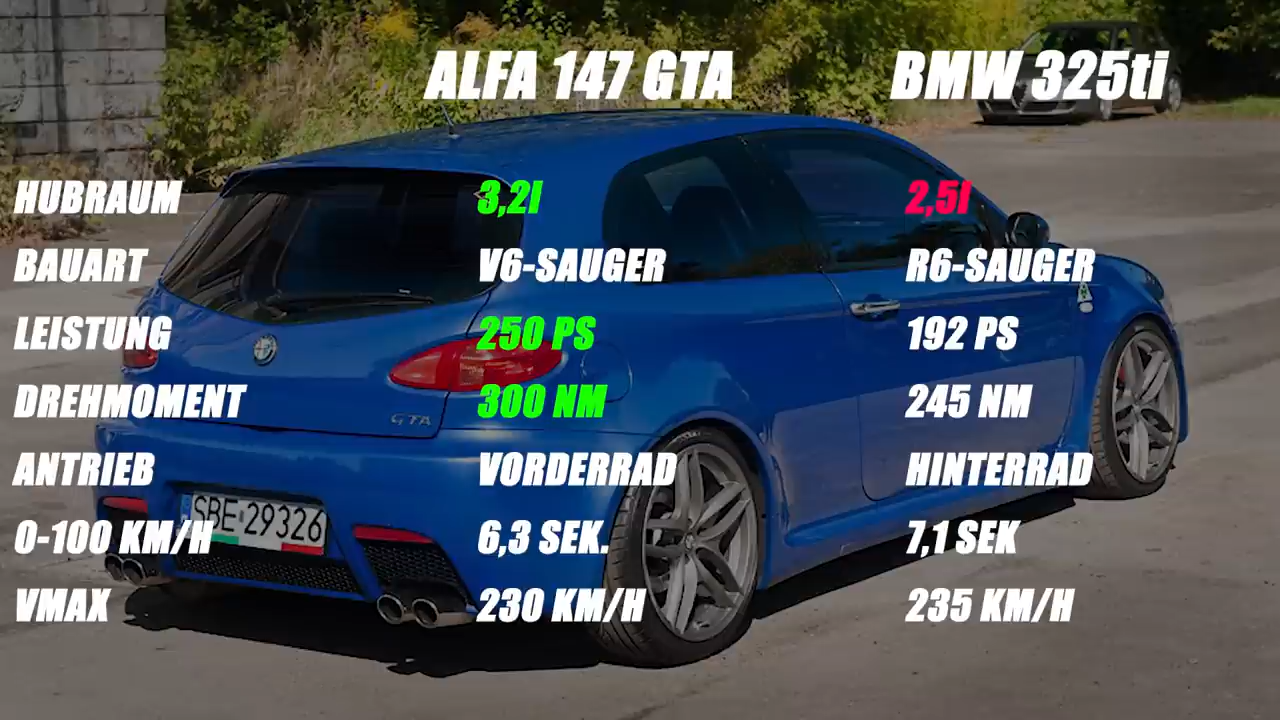 ALFA 147 GTA BMW 325ti
HUBRAUM 3,2l 2,5l
BAUART V6-SAUGER R6-SAUGER
LEISTUNG 250 PS 192 PS
DREHMOMENT 300 NM 245 NM
GTA
ANTRIEB VORDERRAD HINTERRAD
SBE 29326
0-100 KM/H 6,3 SEK. 7,1 SEK
VMAX 230 KM/H 235 KM/H